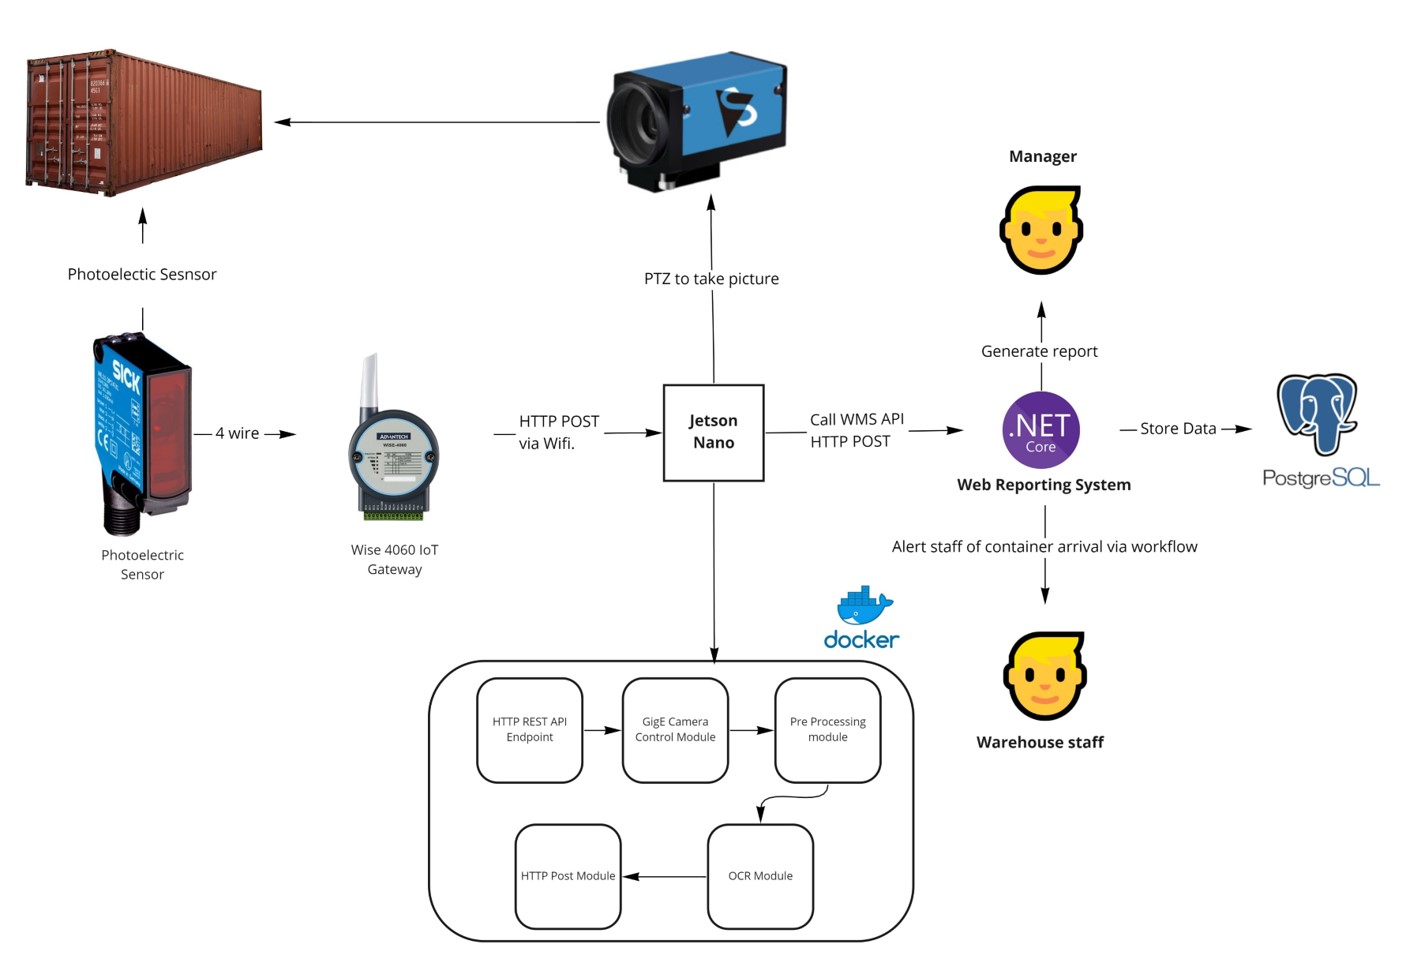 Manager
Photoelectic Sesnsor
PTZ to take picture
Generate report
SICK
4 wire
ADVANTECH
WISE-4060
HTTP POST
via Wifi.
Jetson
Nano
Call WMS API
HTTP POST
.NET
Core
Web Reporting System
Store Data
PostgreSQL
Photoelectric
Sensor
Wise 4060 IoT
Gateway
Alert staff of container arrival via workflow
docker
Warehouse staff
HTTP REST API
Endpoint
GigE Camera
Control Module
Pre Processing
module
HTTP Post Module
OCR Module